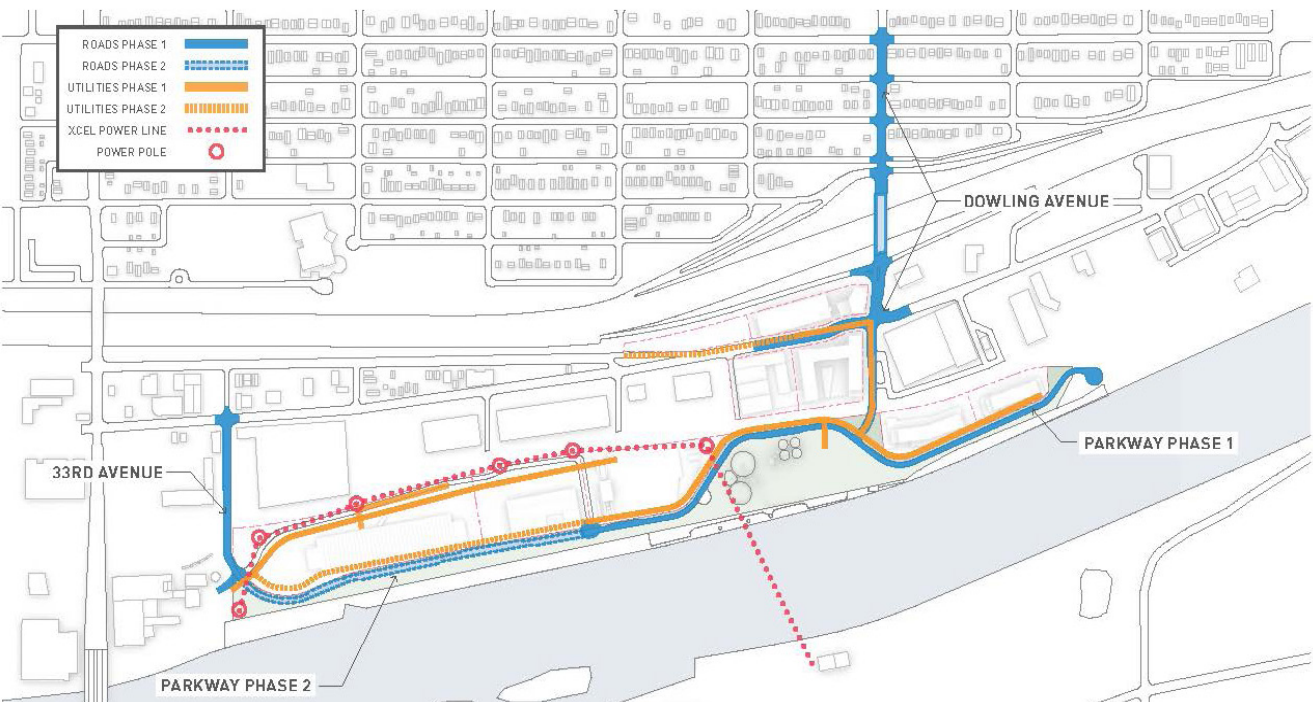 ROADS PHASE 1
ROADS PHASE 2
UTILITIES PHASE 1
UTILITIES PHASE 2
XCEL POWER LINE
POWER POLE
DOWLING AVENUE
PARKWAY PHASE 1
33RD AVENUE
PARKWAY PHASE 2